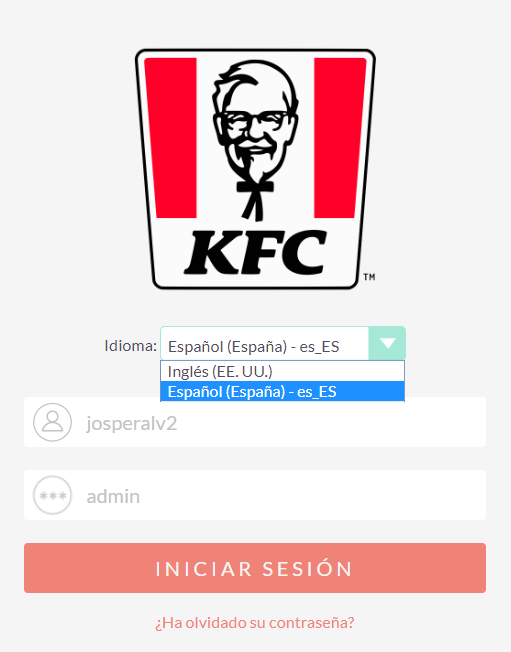 KFC
TM
Idioma: Español (España) - es_ES
Inglés (EE. UU.)
Español (España) - es_ES
josperalv2
*** admin
INICIAR SESIÓN
¿Ha olvidado su contraseña?